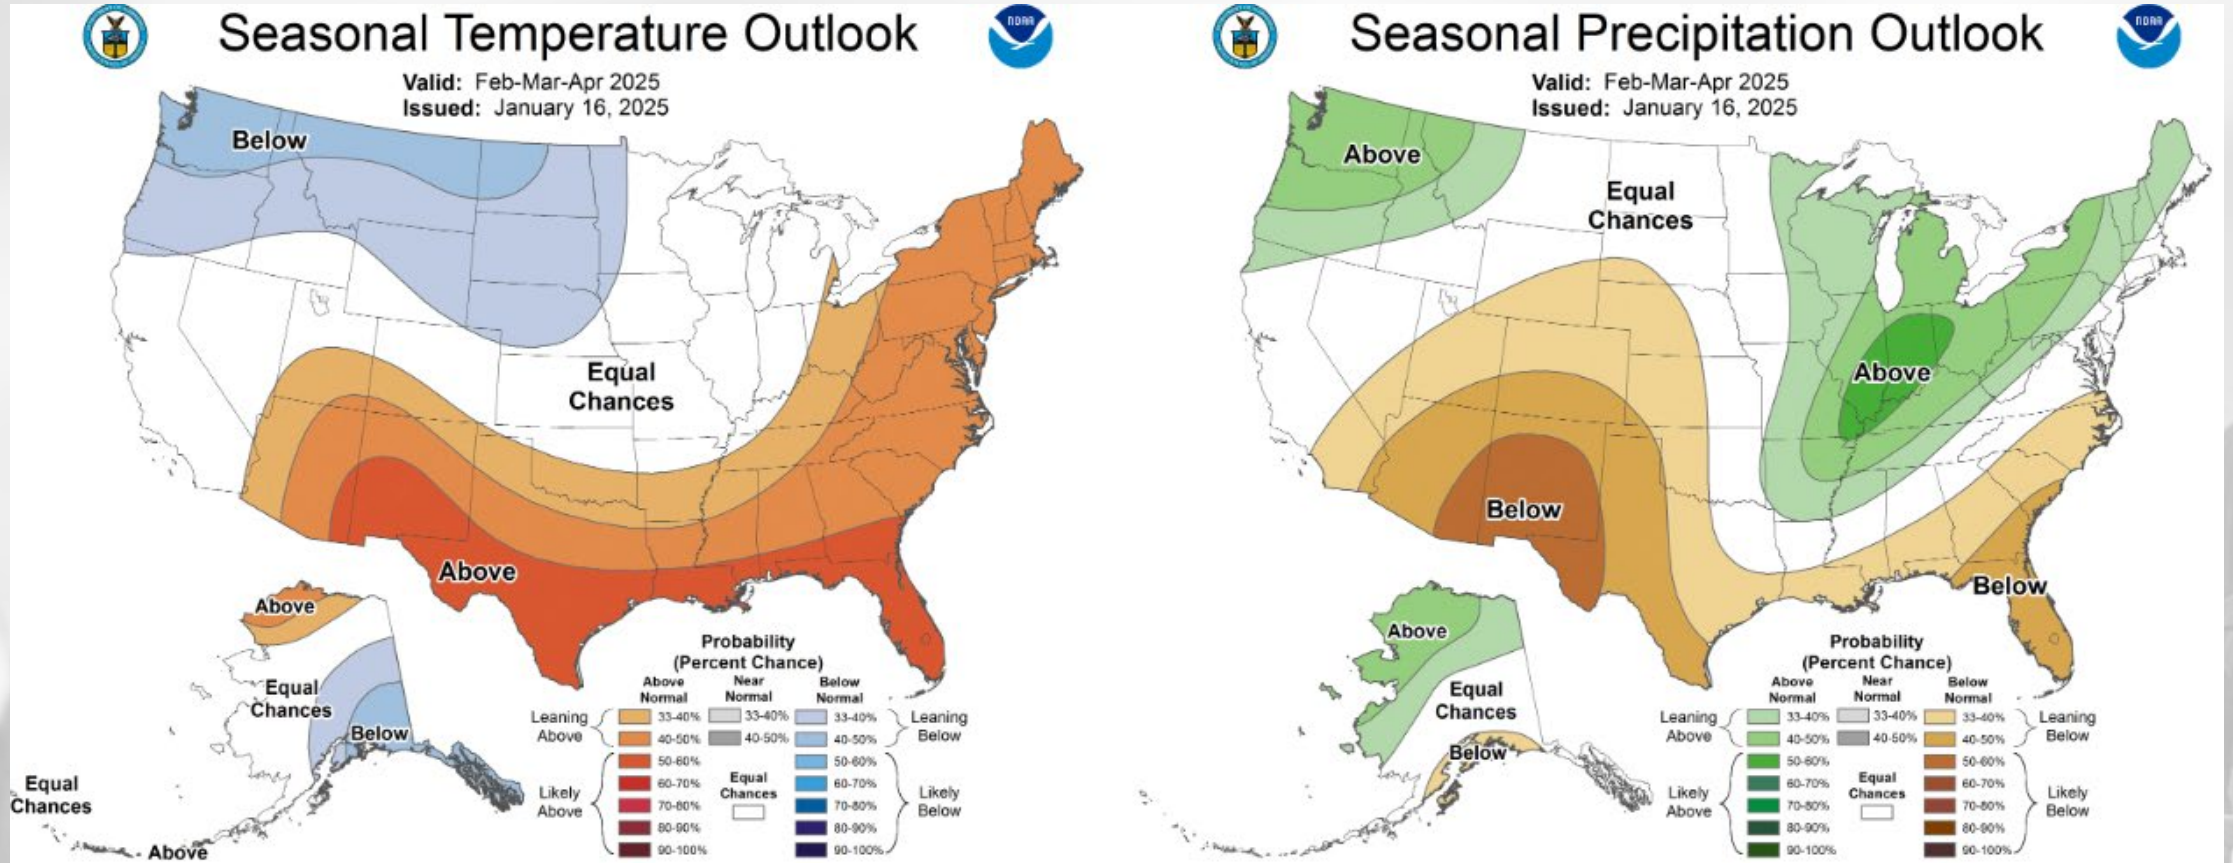 Seasonal Temperature Outlook
NOAA
Valid: Feb-Mar-Apr 2025
Issued: January 16, 2025
Below
Equal
Chances
Above
Above
Equal
Chances
Below
Equal
Chances
Above
Probability
(Percent Chance)
Above
Normal
Near
Normal
Below
Normal
Leaning
Above
33-40% 33-40% 33-40%
40-50% 40-50% 40-50%
Leaning
Below
50-60% 50-60%
60-70% 60-70%
70-80% 70-80%
80-90% 80-90%
90-100% 90-100%
Equal
Chances
Likely
Above
Likely
Below
Seasonal Precipitation Outlook
NOAA
Valid: Feb-Mar-Apr 2025
Issued: January 16, 2025
Above
Equal
Chances
Above
Below
Below
Above
Equal
Chances
Below
Probability
(Percent Chance)
Above
Normal
Near
Normal
Below
Normal
Leaning
Above
33-40% 33-40% 33-40%
40-50% 40-50% 40-50%
Leaning
Below
50-60% 50-60%
60-70% 60-70%
70-80% 70-80%
80-90% 80-90%
90-100% 90-100%
Equal
Chances
Likely
Above
Likely
Below